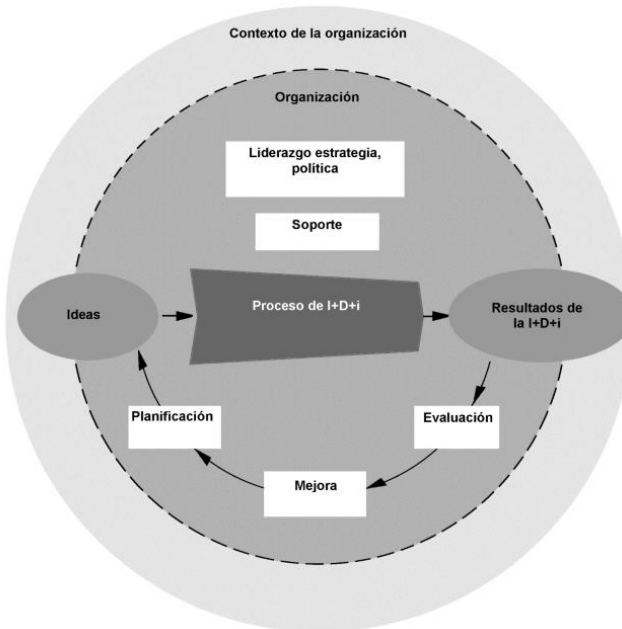 Contexto de la organización
Organización
Liderazgo estrategia,
política
Soporte
Ideas
Proceso de I+D+i
Resultados de
la I+D+i
Planificación
Evaluación
Mejora